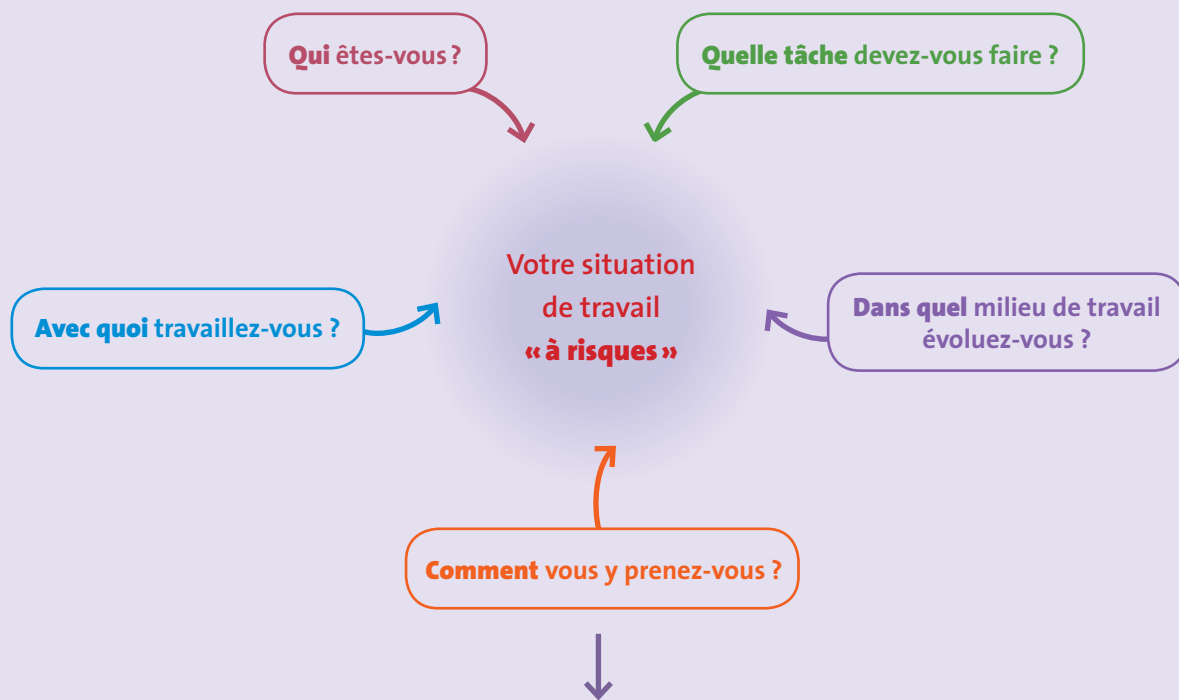 Qui êtes-vous ?
Quelle tâche devez-vous faire ?
Votre situation
de travail
« à risques »
Avec quoi travaillez-vous ?
Dans quel milieu de travail
évoluez-vous ?
Comment vous y prenez-vous ?